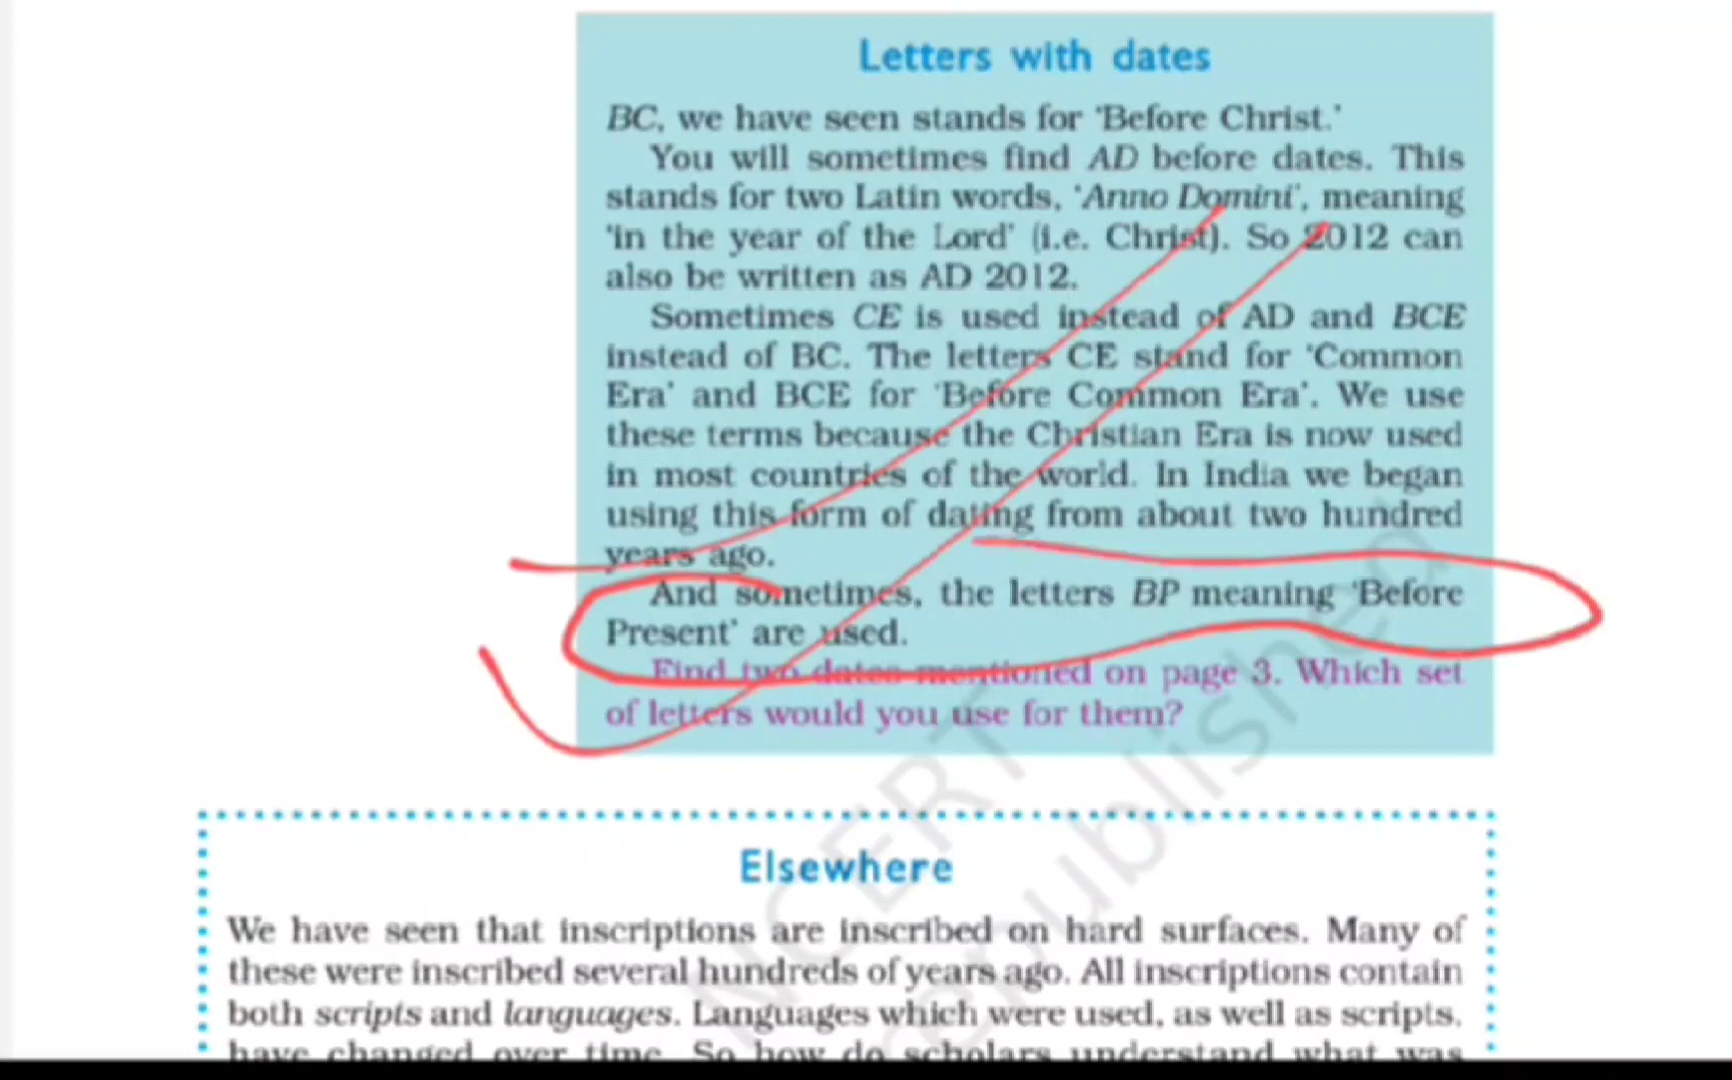 Letters with dates
BC, we have seen stands for ‘Before Christ.’
You will sometimes find AD before dates. This
stands for two Latin words, ‘Anno Domini’, meaning
‘in the year of the Lord’ (i.e. Christ). So 2012 can
also be written as AD 2012.
Sometimes CE is used instead of AD and BCE
instead of BC. The letters CE stand for ‘Common
Era’ and BCE for ‘Before Common Era’. We use
these terms because the Christian Era is now used
in most countries of the world. In India we began
using this form of dating from about two hundred
years ago.
And sometimes, the letters BP meaning ‘Before
Present’ are used.
Find two dates mentioned on page 3. Which set
of letters would you use for them?
Elsewhere
We have seen that inscriptions are inscribed on hard surfaces. Many of
these were inscribed several hundreds of years ago. All inscriptions contain
both scripts and languages. Languages which were used, as well as scripts,
have changed over time. So how do scholars understand what was
NCERT
republished